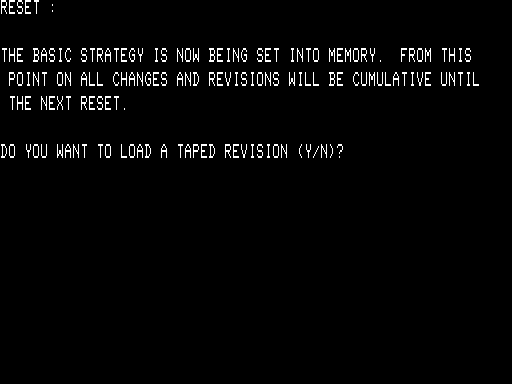 RESET :
THE BASIC STRATEGY IS NOW BEING SET INTO MEMORY.  FROM THIS
POINT ON ALL CHANGES AND REVISIONS WILL BE CUMULATIVE UNTIL
THE NEXT RESET.
DO YOU WANT TO LOAD A TAPED REVISION (Y/N)?